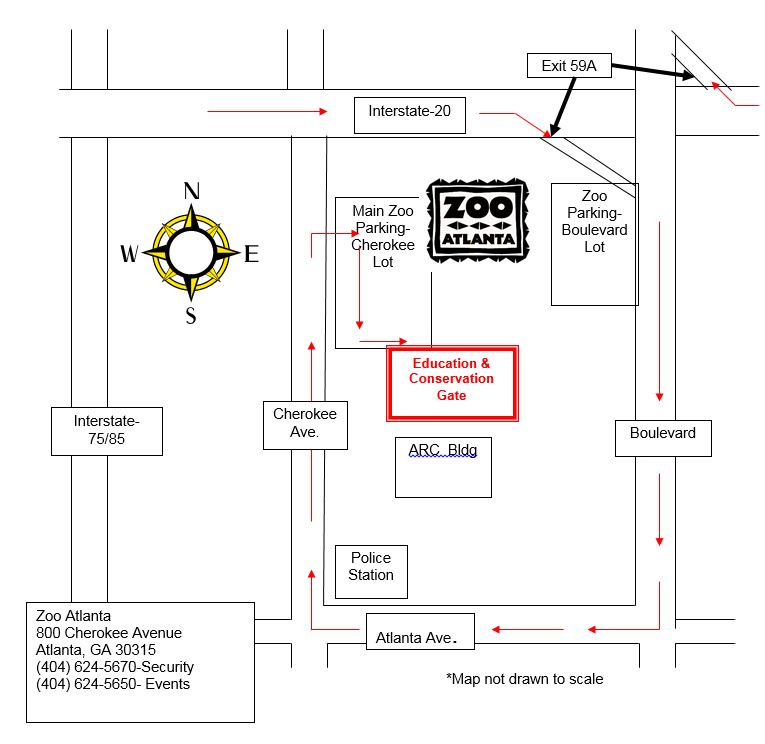 Exit 59A
Interstate-20
N
W
E
S
Main Zoo
Parking-
Cherokee
Lot
ZOO
ATLANTA
Zoo
Parking-
Boulevard
Lot
Education &
Conservation
Gate
Interstate-
75/85
Cherokee
Ave.
Boulevard
ARC Bldg
Police
Station
Atlanta Ave.
Zoo Atlanta
800 Cherokee Avenue
Atlanta, GA 30315
(404) 624-5670-Security
(404) 624-5650- Events
*Map not drawn to scale